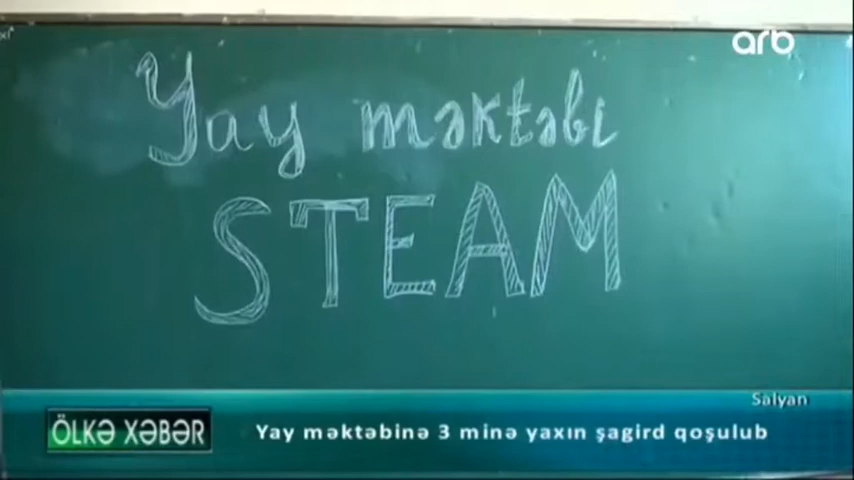 arb
Yay məktəbi
STEAM
Salyan
ÖLKƏ XƏBƏR
Yay məktəbinə 3 minə yaxın şagird qoşulub